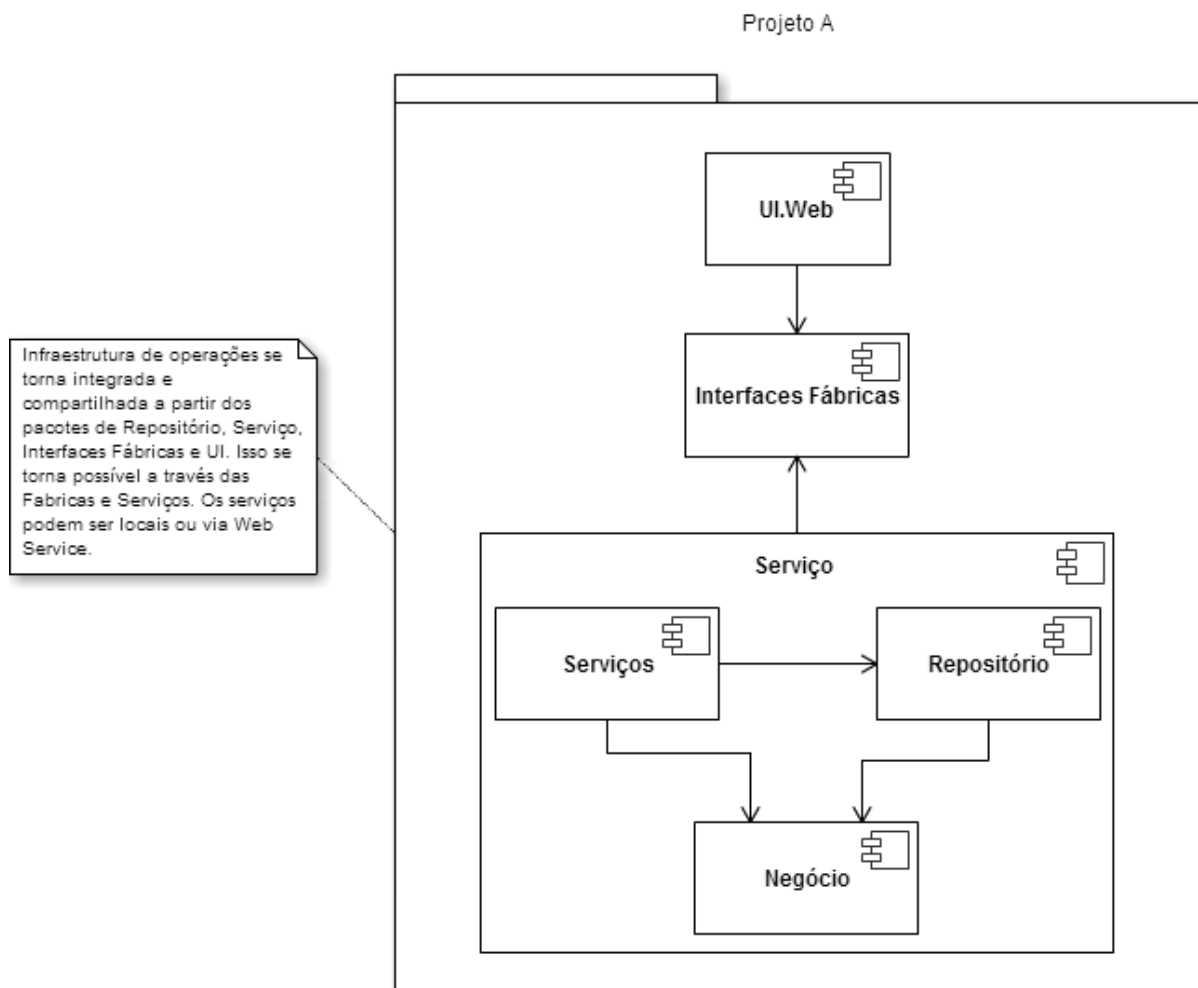 Projeto A
UI.Web
Interfaces Fábricas
Infraestrutura de operações se
torna integrada e
compartilhada a partir dos
pacotes de Repositório, Serviço,
Interfaces Fábricas e UI. Isso se
torna possível a través das
Fabricas e Serviços. Os serviços
podem ser locais ou via Web
Service.
Serviço
Serviços
Repositório
Negócio